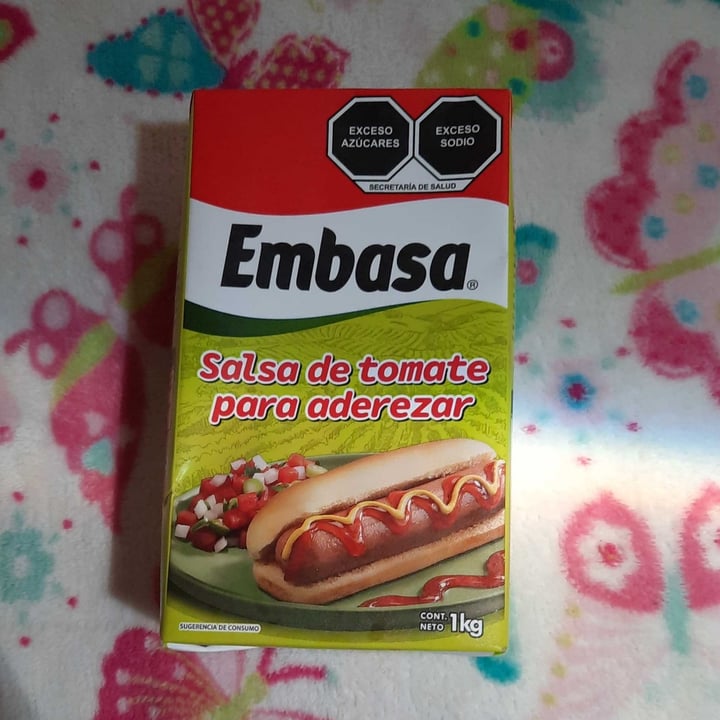 EXCESO
AZÚCARES
EXCESO
SODIO
SECRETARÍA DE SALUD
Embasa®
Salsa de tomate
para aderezar
SUGERENCIA DE CONSUMO
CONT.
NETO 1kg